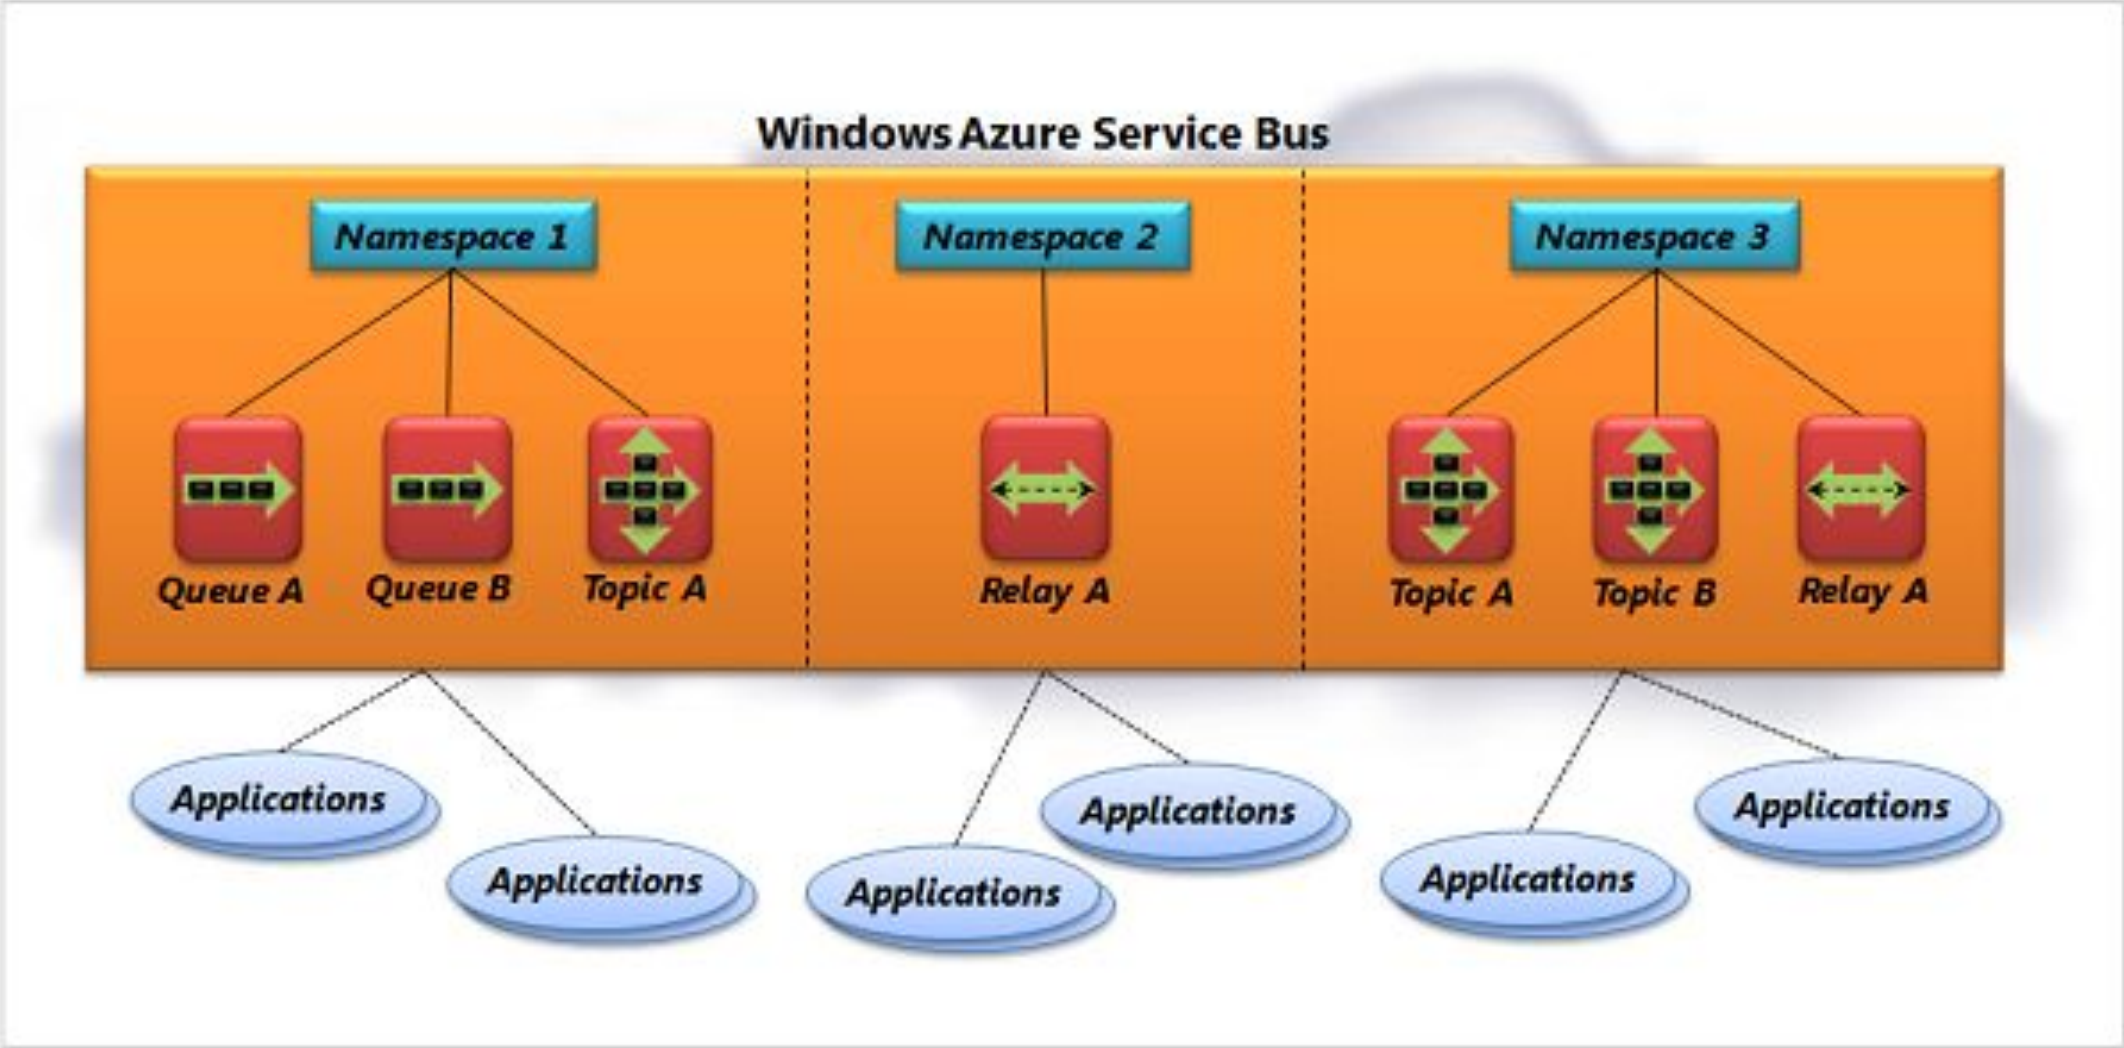 Windows Azure Service Bus
Namespace 1
Namespace 2
Namespace 3
Queue A
Queue B
Topic A
Relay A
Topic A
Topic B
Relay A
Applications
Applications
Applications
Applications
Applications
Applications